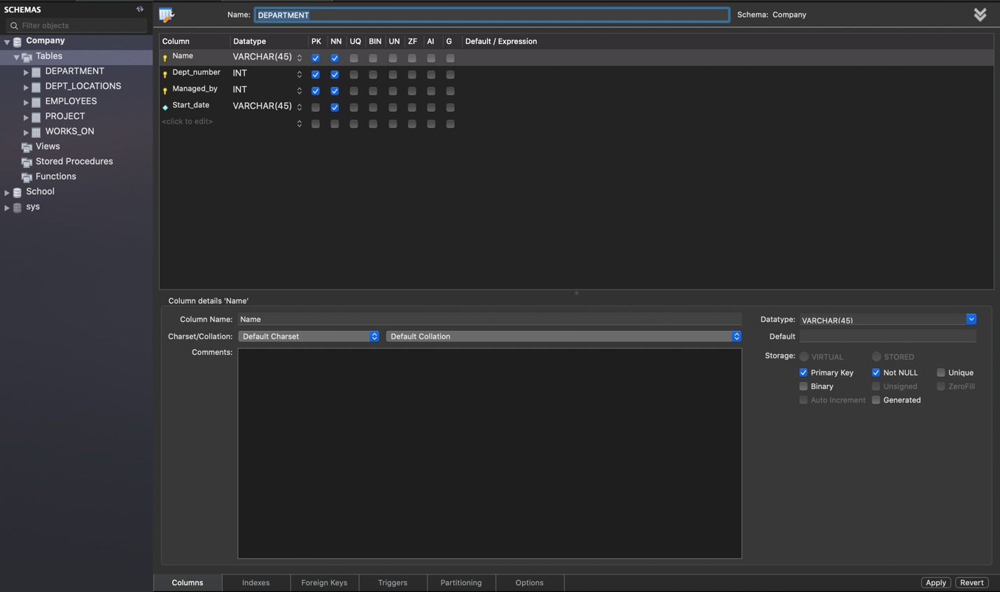 SCHEMAS
Filter objects
Company
Tables
DEPARTMENT
DEPT_LOCATIONS
EMPLOYEES
PROJECT
WORKS_ON
Views
Stored Procedures
Functions
School
sys
Name: DEPARTMENT Schema: Company
Column Datatype PK NN UQ BIN UN ZF AI G Default / Expression
Name VARCHAR(45)
Dept_number INT
Managed_by INT
Start_date VARCHAR(45)
<click to edit>
Column details 'Name'
Column Name: Name Datatype: VARCHAR(45)
Charset/Collation: Default Charset Default Collation Default
Comments: Storage: VIRTUAL STORED
Primary Key Not NULL Unique
Binary Unsigned ZeroFill
Auto Increment Generated
Columns Indexes Foreign Keys Triggers Partitioning Options Apply Revert